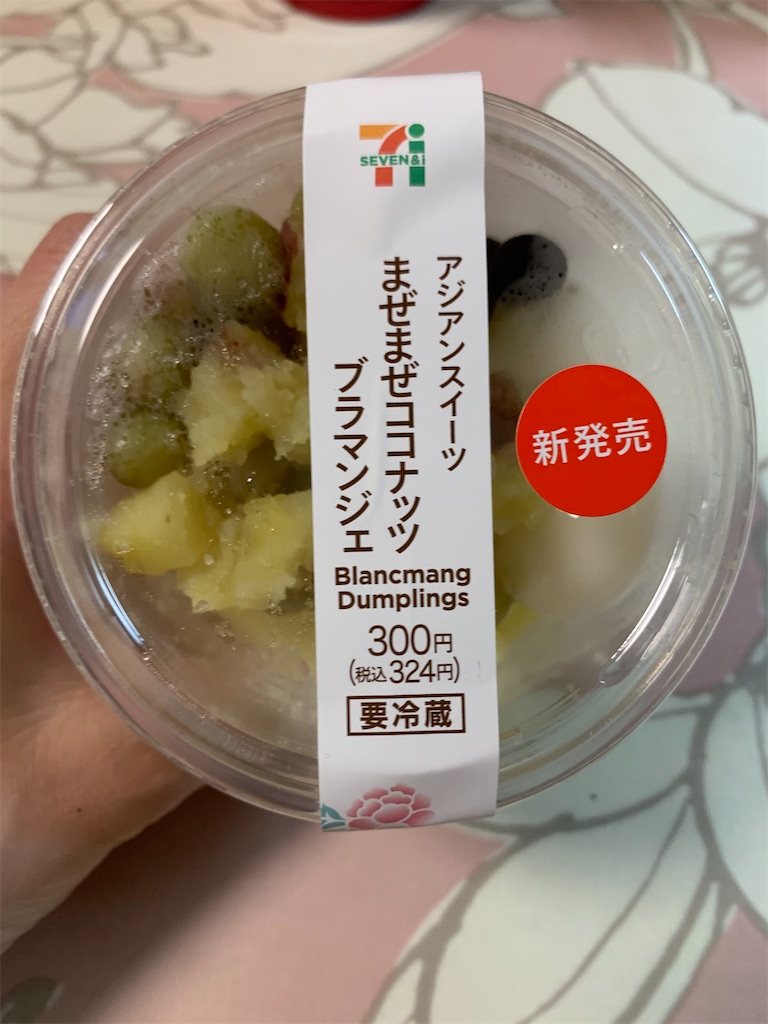 SEVEN&i
アジアンスイーツ
まぜまぜココナッツ
ブラマンジェ
Blancmang
Dumplings
300円
(税込324円)
要冷蔵
新発売